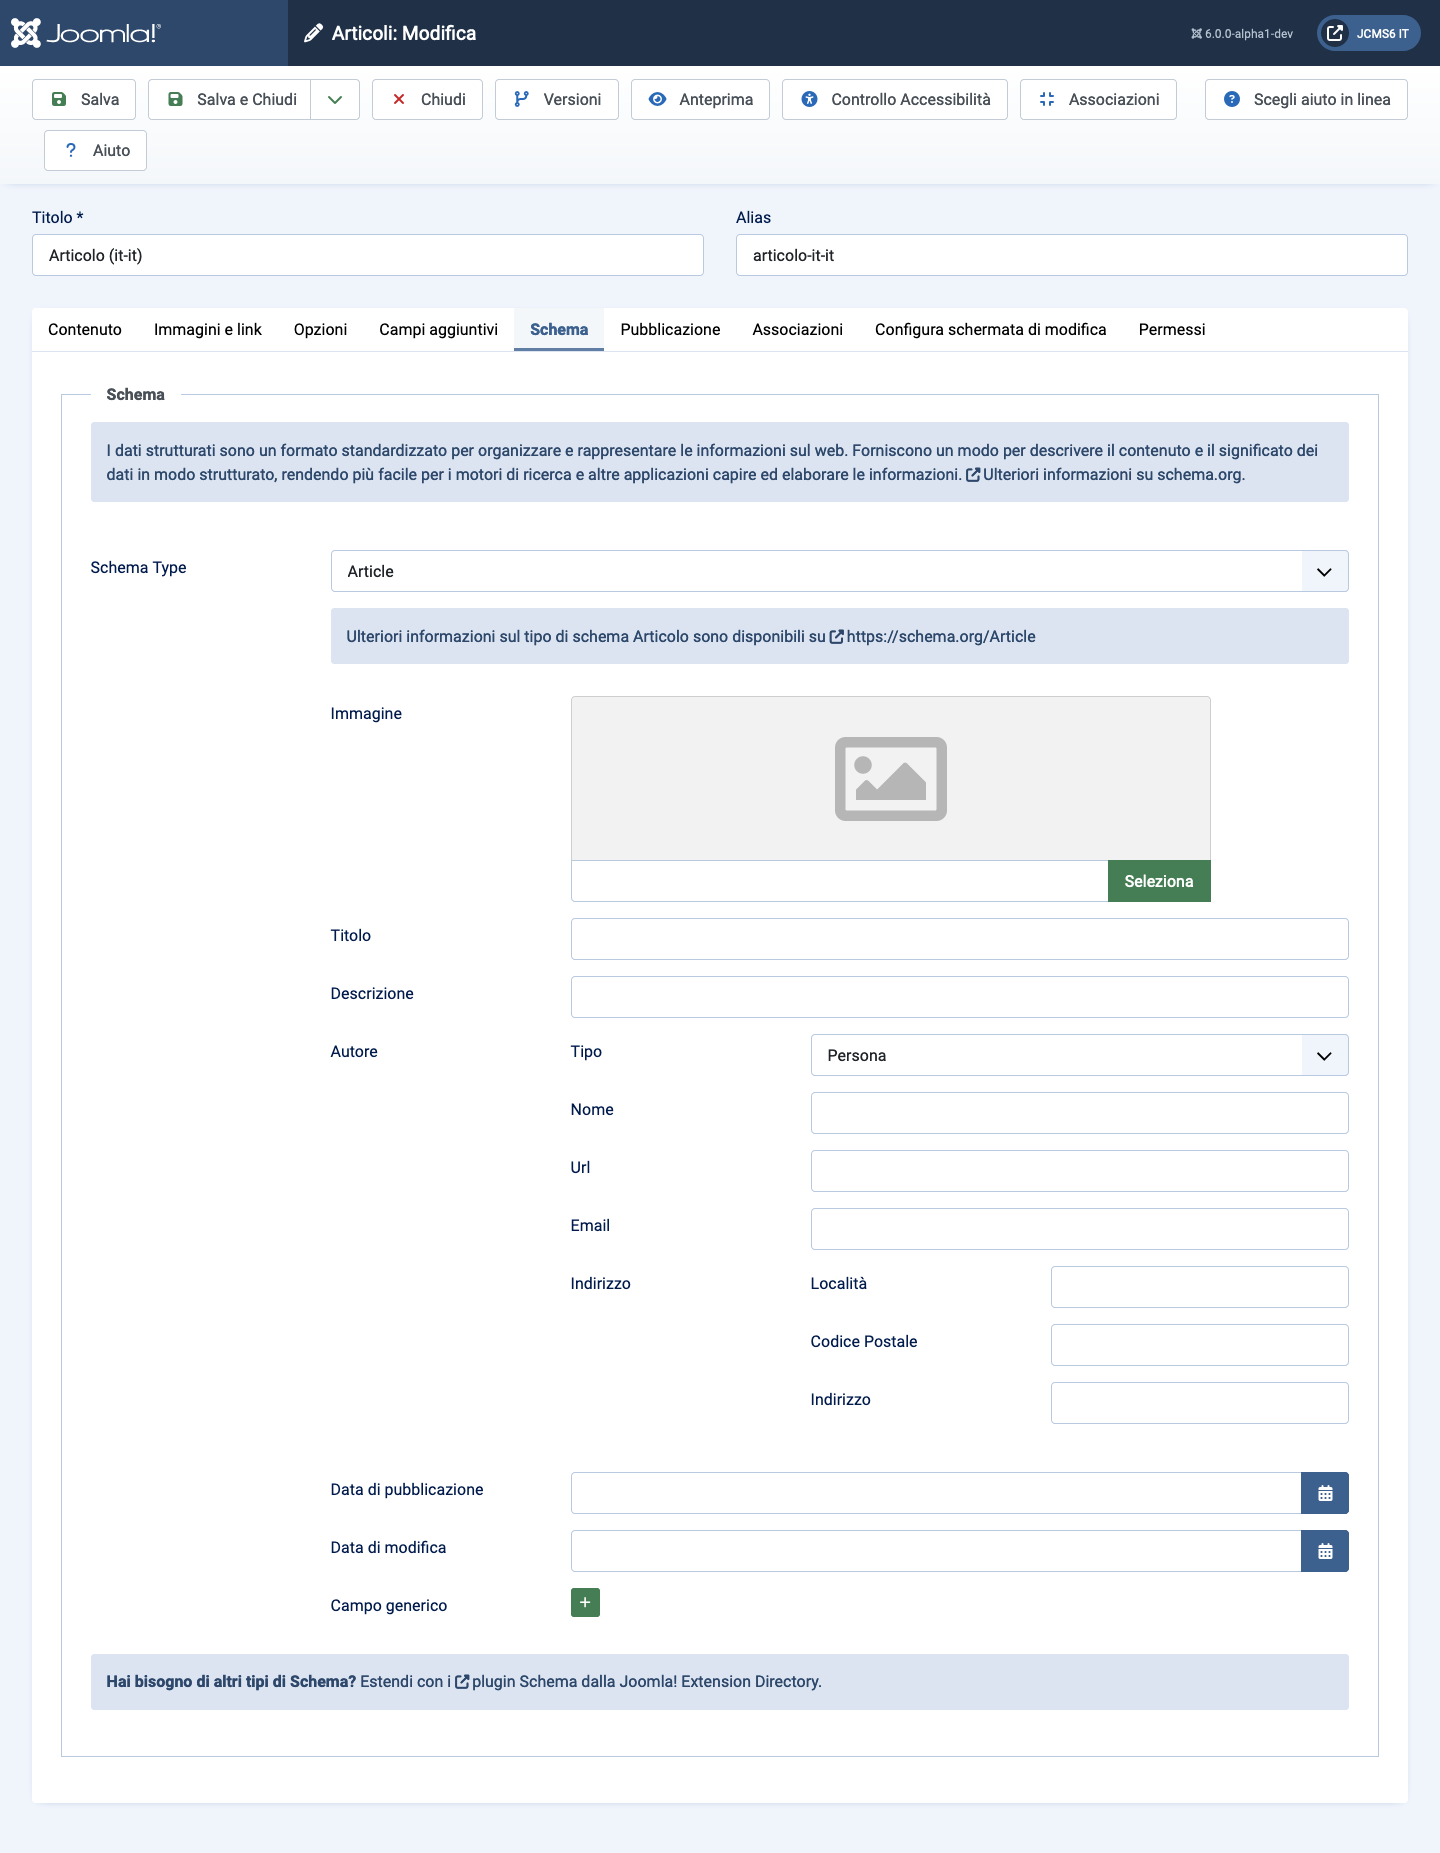 Joomla!®
Articoli: Modifica
6.0.0-alpha1-dev
JCMS6 IT
Salva
Salva e Chiudi
Chiudi
Versioni
Anteprima
Controllo Accessibilità
Associazioni
Scegli aiuto in linea
? Aiuto
Titolo *
Alias
Articolo (it-it)
articolo-it-it
Contenuto
Immagini e link
Opzioni
Campi aggiuntivi
Schema
Pubblicazione
Associazioni
Configura schermata di modifica
Permessi
Schema
I dati strutturati sono un formato standardizzato per organizzare e rappresentare le informazioni sul web. Forniscono un modo per descrivere il contenuto e il significato dei
dati in modo strutturato, rendendo più facile per i motori di ricerca e altre applicazioni capire ed elaborare le informazioni. Ulteriori informazioni su schema.org.
Schema Type
Article
Ulteriori informazioni sul tipo di schema Articolo sono disponibili su https://schema.org/Article
Immagine
Seleziona
Titolo
Descrizione
Autore
Tipo
Persona
Nome
Url
Email
Indirizzo
Località
Codice Postale
Indirizzo
Data di pubblicazione
Data di modifica
Campo generico
+
Hai bisogno di altri tipi di Schema? Estendi con i plugin Schema dalla Joomla! Extension Directory.